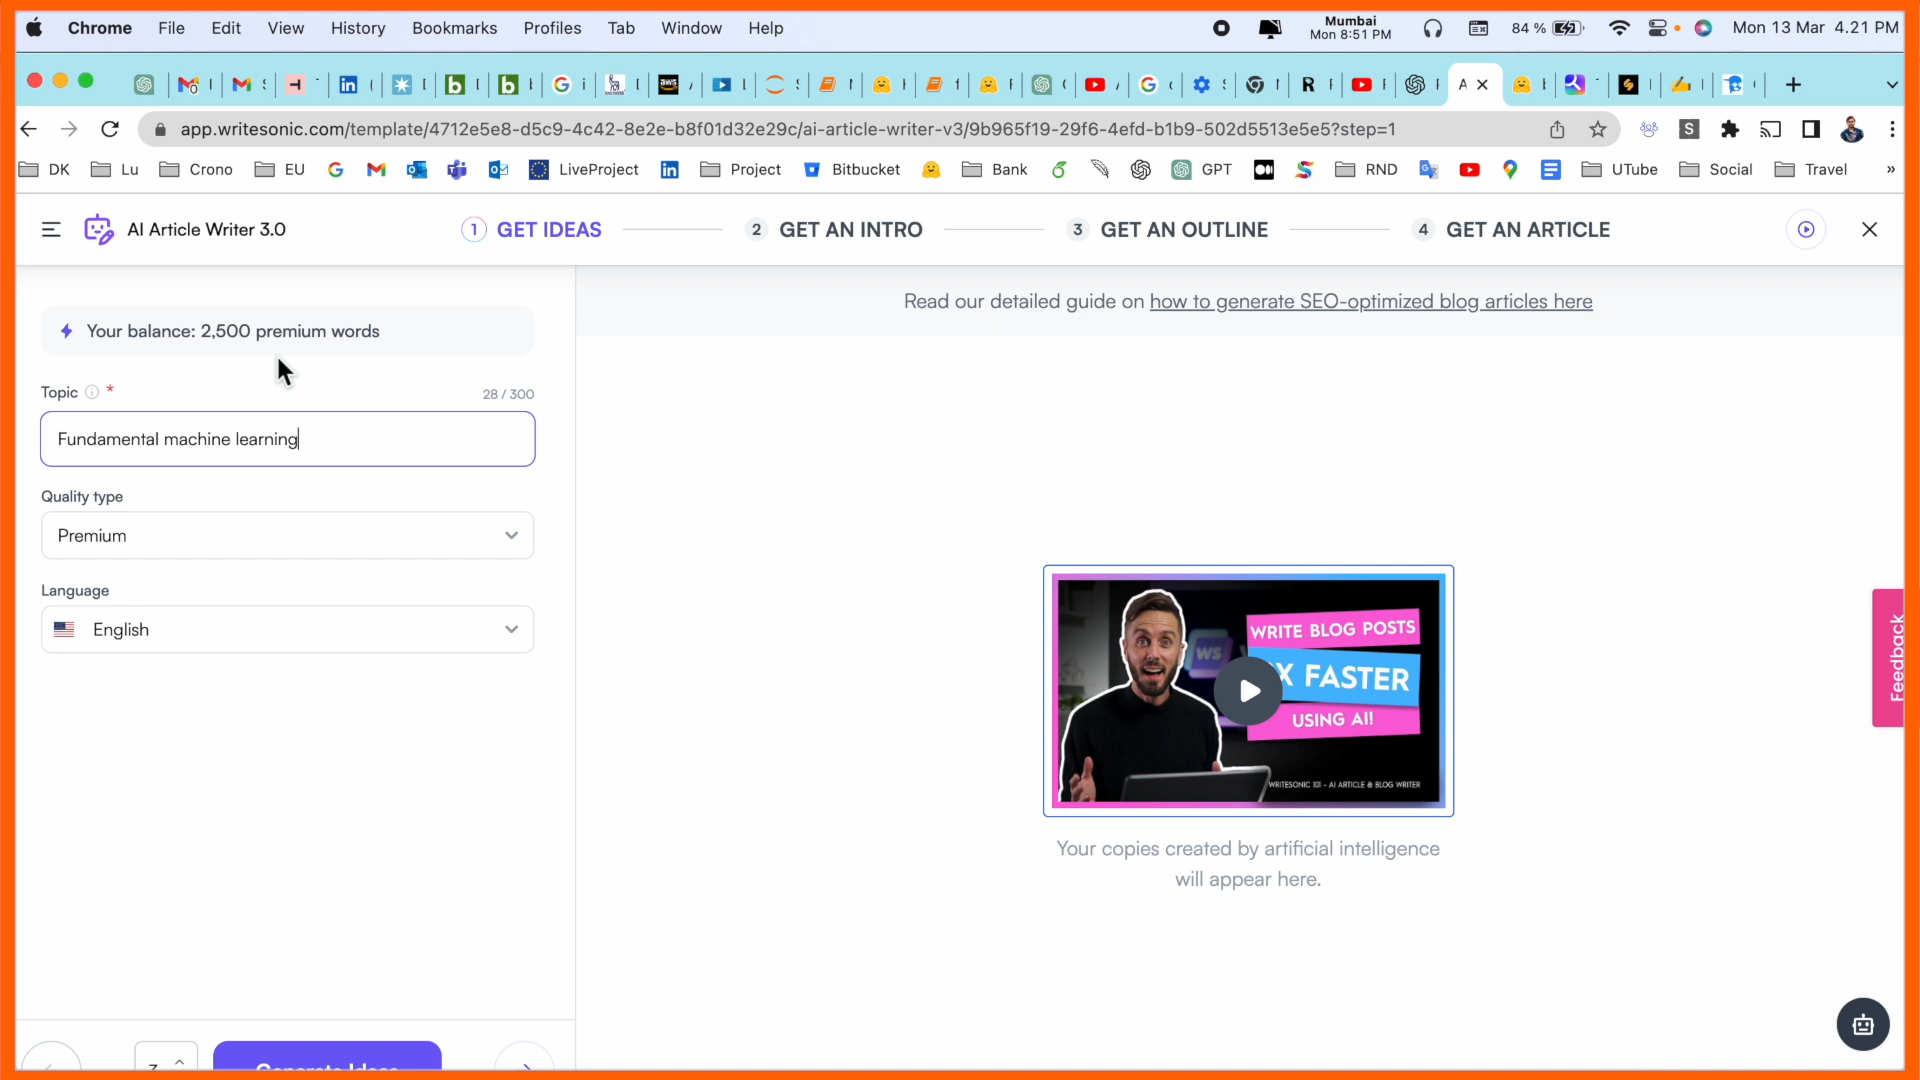 Chrome File Edit View History Bookmarks Profiles Tab Window Help
Mumbai
Mon 8:51 PM
84 %
Mon 13 Mar 4.21 PM
app.writesonic.com/template/4712e5e8-d5c9-4c42-8e2e-b8f01d32e29c/ai-article-writer-v3/9b965f19-29f6-4efd-b1b9-502d5513e5e5?step=1
DK Lu Crono EU LiveProject Project Bitbucket Bank GPT RND UTube Social Travel »
AI Article Writer 3.0
1 GET IDEAS 2 GET AN INTRO 3 GET AN OUTLINE 4 GET AN ARTICLE
Read our detailed guide on how to generate SEO-optimized blog articles here
Your balance: 2,500 premium words
Topic *
28 / 300
Fundamental machine learning
Quality type
Premium
Language
English
WS
WRITE BLOG POSTS
X FASTER
USING AI!
WRITESONIC 101 - AI ARTICLE & BLOG WRITER
Your copies created by artificial intelligence
will appear here.
Feedback
Generate Ideas